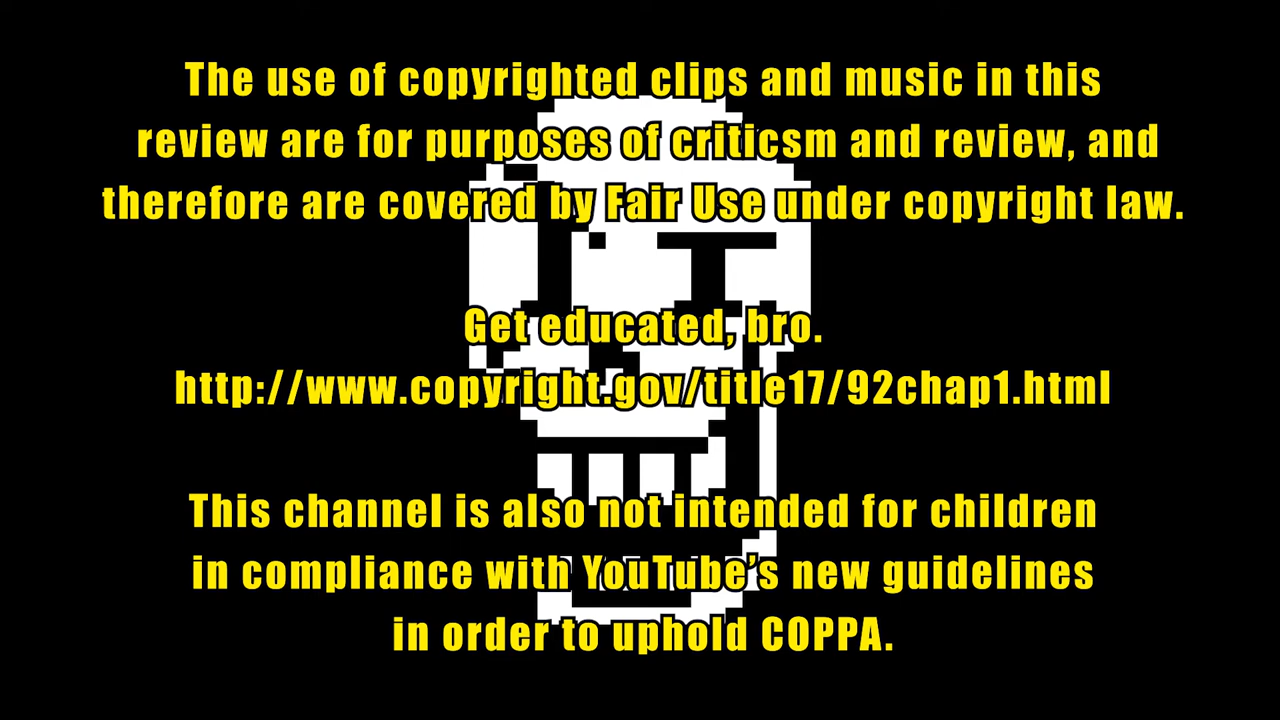 The use of copyrighted clips and music in this
review are for purposes of criticsm and review, and
therefore are covered by Fair Use under copyright law.
Get educated, bro.
http://www.copyright.gov/title17/92chap1.html
This channel is also not intended for children
in compliance with YouTube’s new guidelines
in order to uphold COPPA.